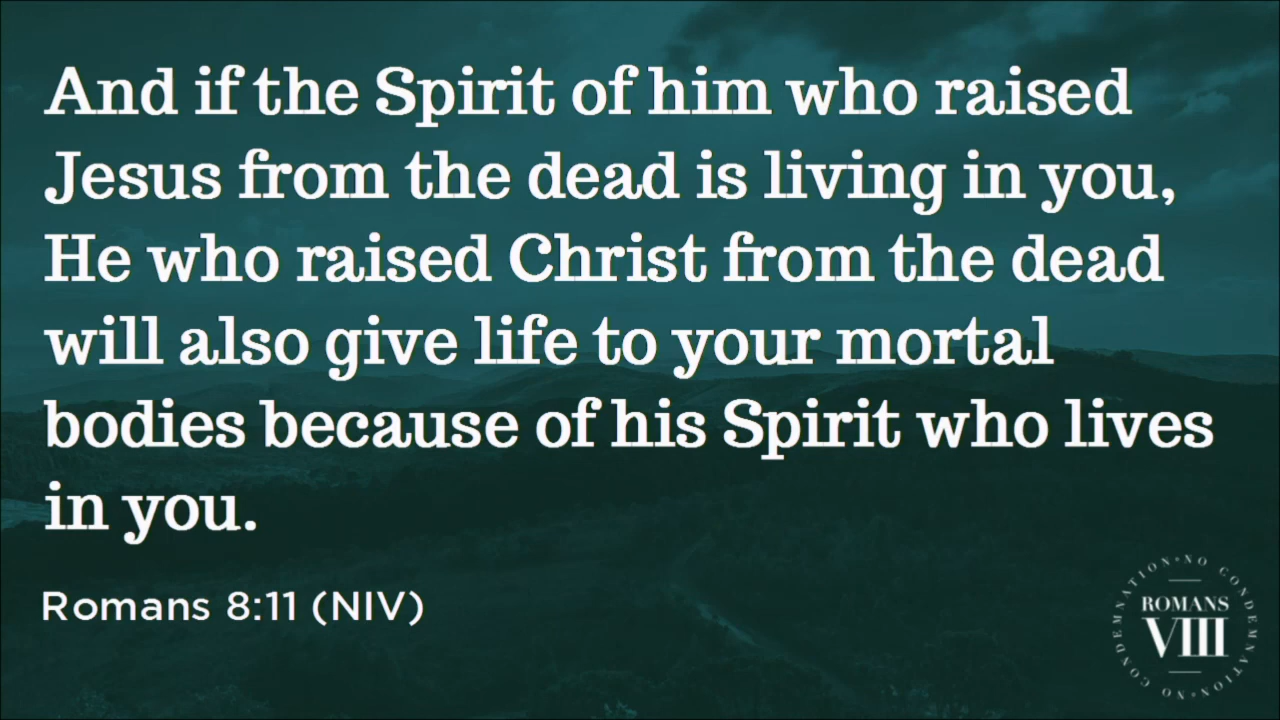 And if the Spirit of him who raised
Jesus from the dead is living in you,
He who raised Christ from the dead
will also give life to your mortal
bodies because of his Spirit who lives
in you.
Romans 8:11 (NIV)
NO CONDEMNATION • NO CONDEMNATION •
ROMANS
VIII